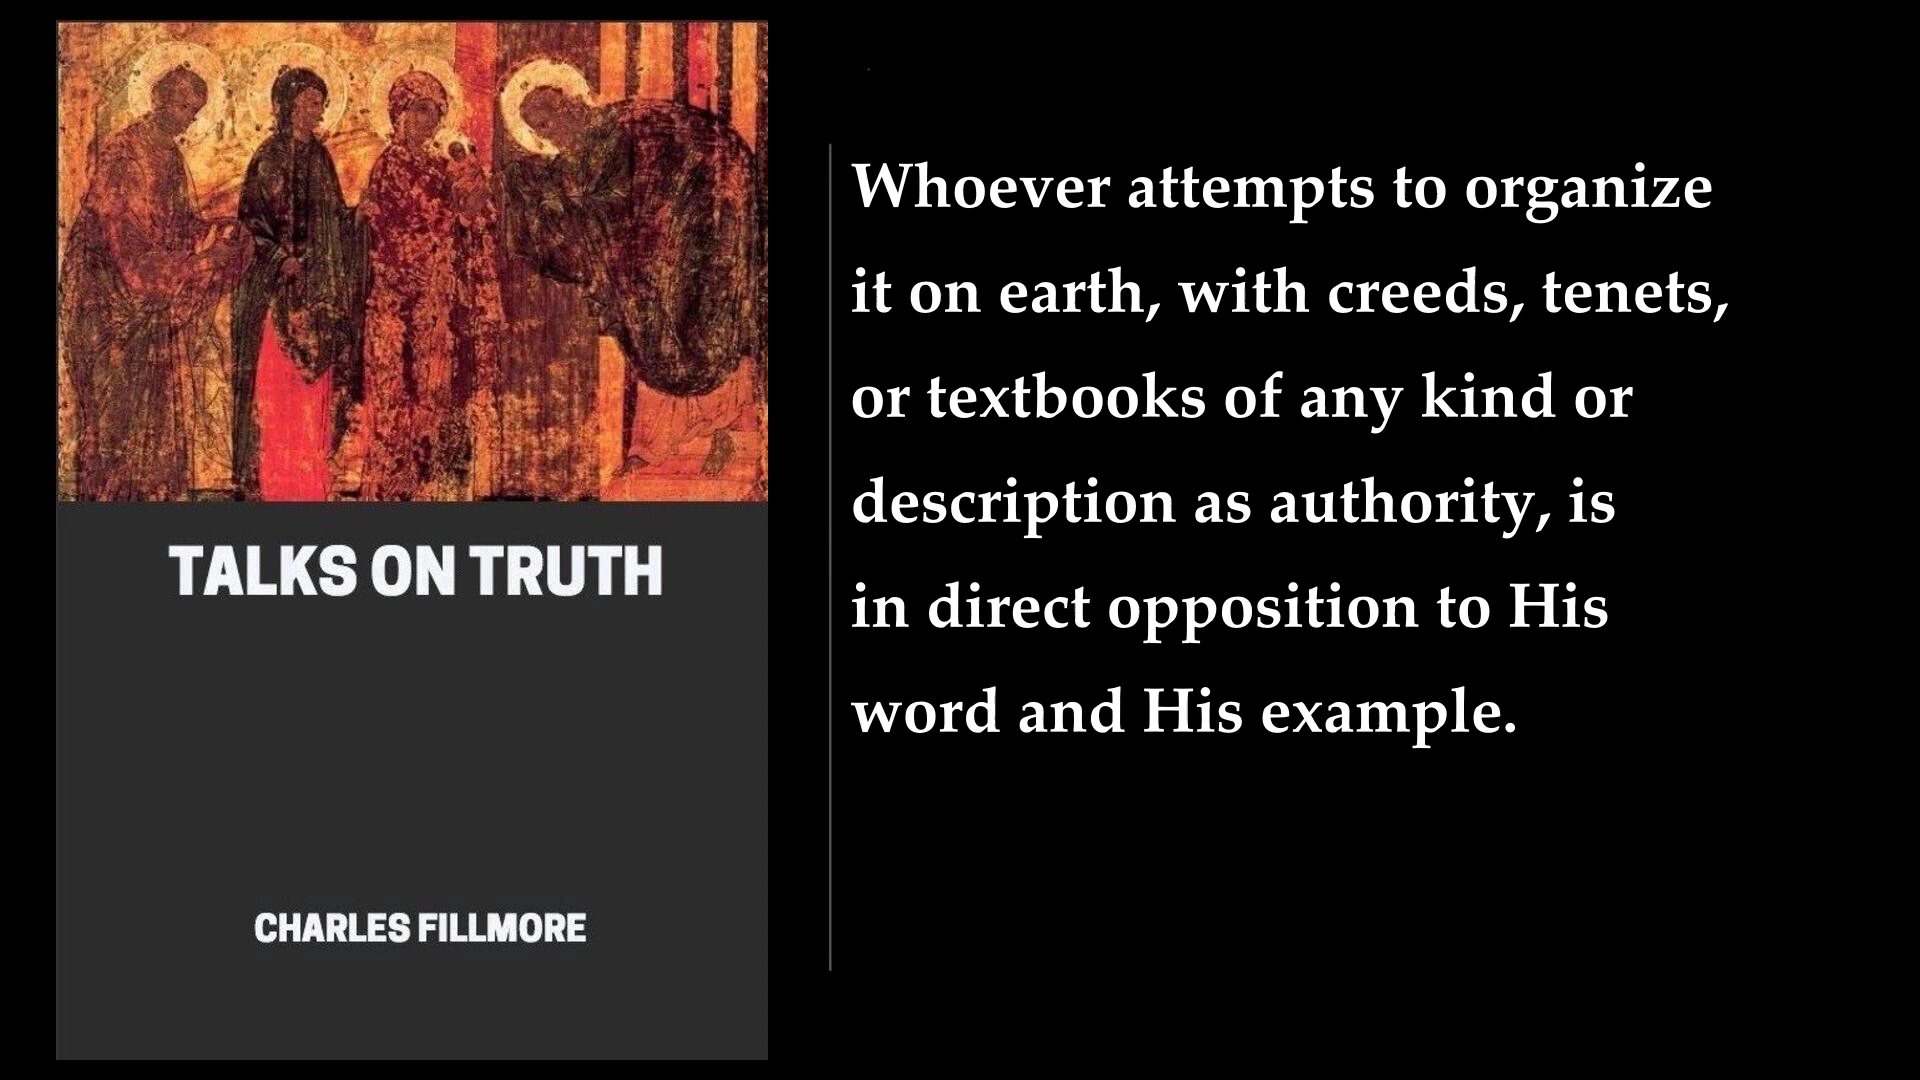 TALKS ON TRUTH
CHARLES FILLMORE
Whoever attempts to organize
it on earth, with creeds, tenets,
or textbooks of any kind or
description as authority, is
in direct opposition to His
word and His example.